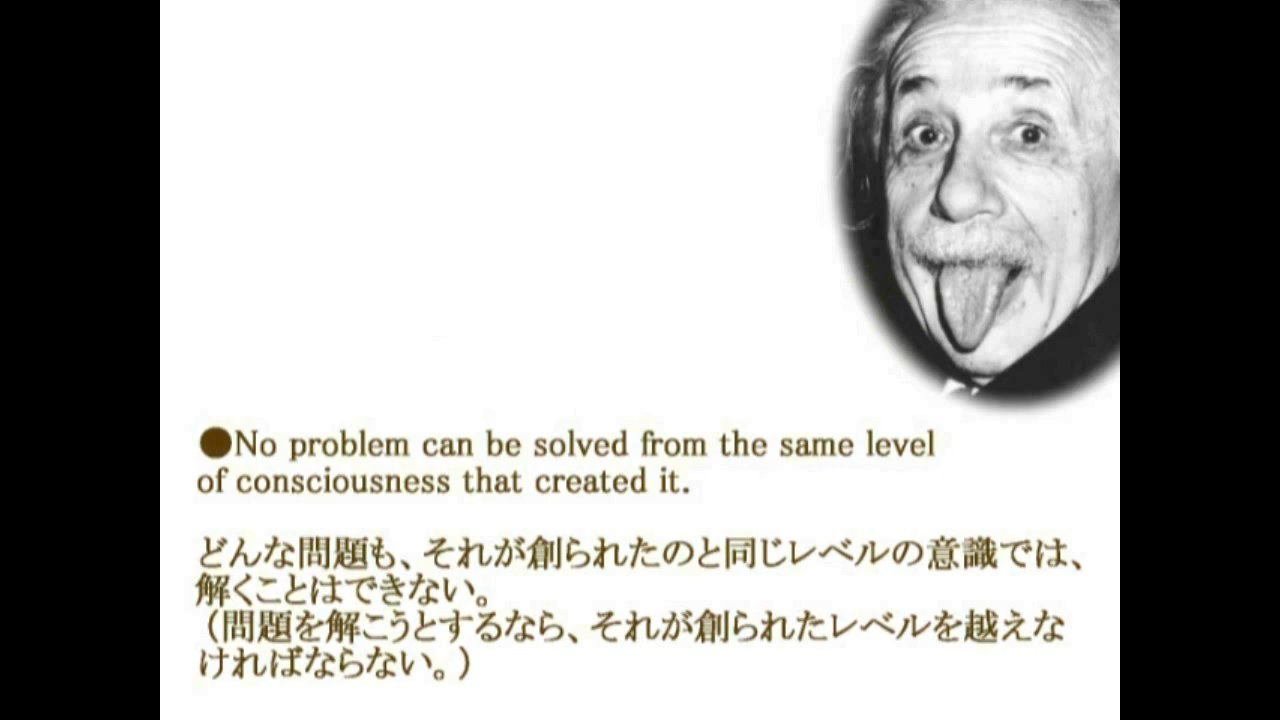 ●No problem can be solved from the same level
of consciousness that created it.
どんな問題も、それが創られたのと同じレベルの意識では、
解くことはできない。
（問題を解こうとするなら、それが創られたレベルを越えな
ければならない。）